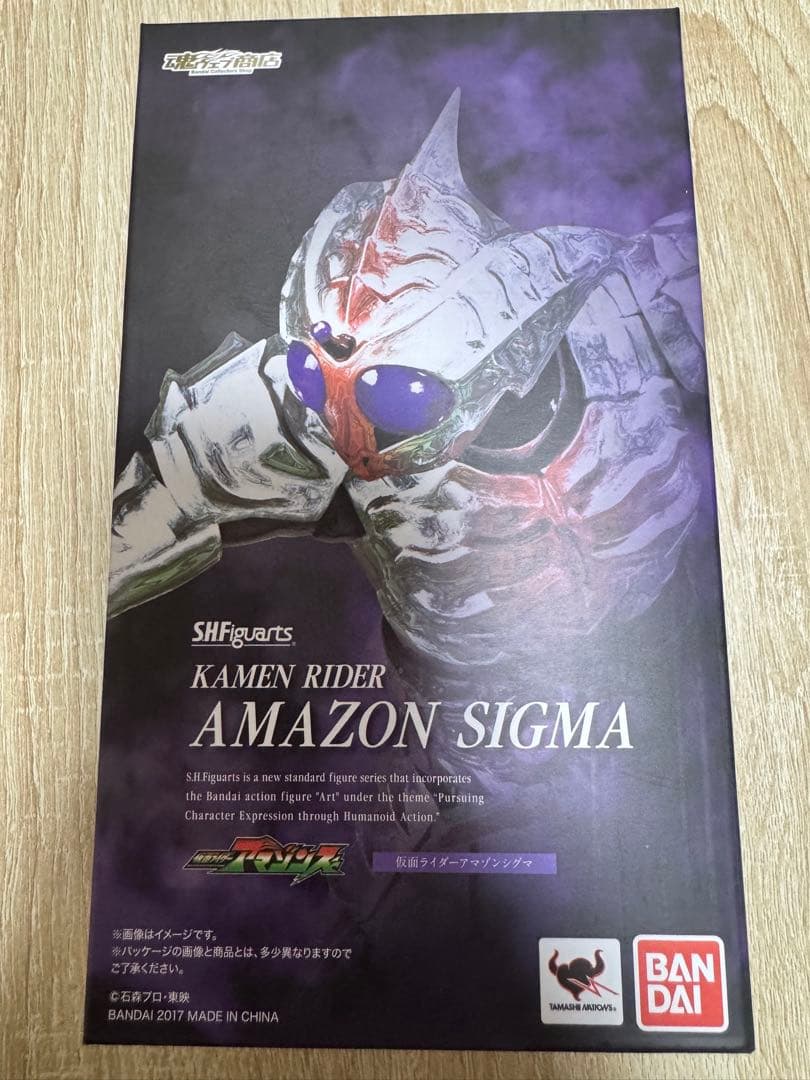 魂ウェブ商店
Bandai Collectors Shop
S.H.Figuarts
KAMEN RIDER
AMAZON SIGMA
S.H.Figuarts is a new standard figure series that incorporates
the Bandai action figure "Art" under the theme "Pursuing
Character Expression through Humanoid Action."
仮面ライダー
アマゾンズ
仮面ライダーアマゾンシグマ
※画像はイメージです。
※パッケージの画像と商品とは、多少異なりますので
ご了承ください。
©石森プロ・東映
BANDAI 2017 MADE IN CHINA
TAMASHII NATIONS
BAN
DAI